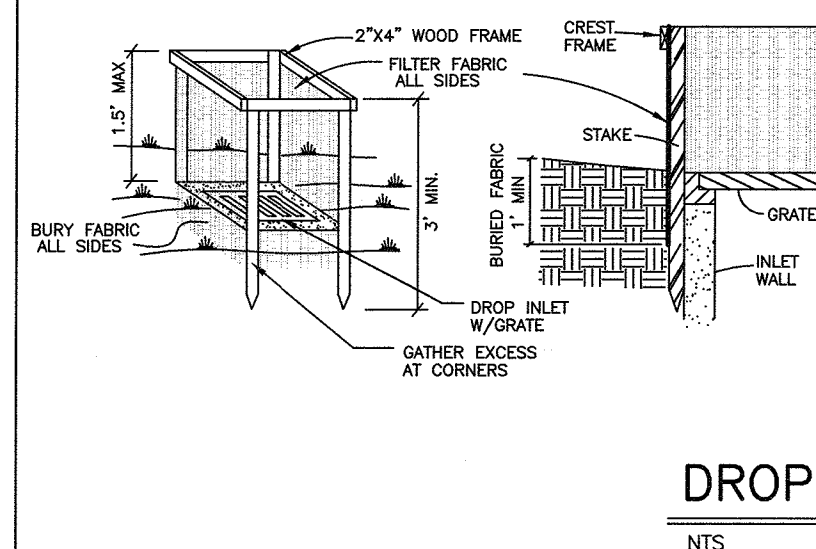 2"X4" WOOD FRAME
FILTER FABRIC
ALL SIDES
1.5' MAX
3' MIN.
BURY FABRIC
ALL SIDES
DROP INLET
W/GRATE
GATHER EXCESS
AT CORNERS
CREST
FRAME
STAKE
BURIED FABRIC
1' MIN
GRATE
INLET
WALL
DROP
NTS